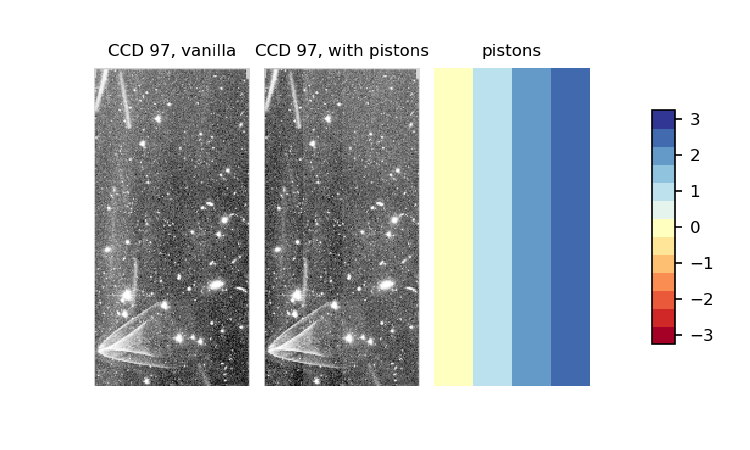 CCD 97, vanilla
CCD 97, with pistons
pistons
3
2
1
0
−1
−2
−3